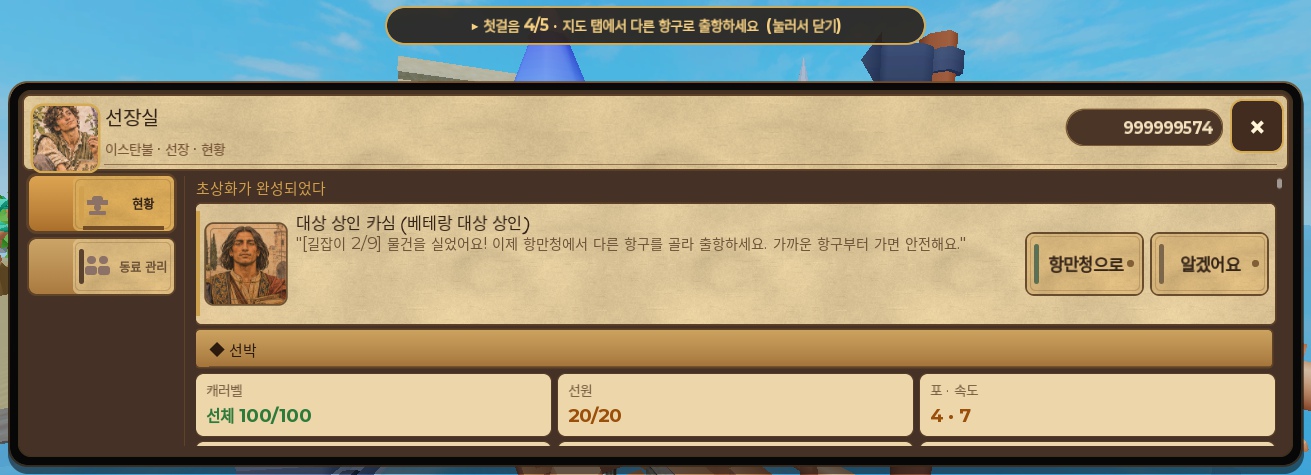 ▸ 첫걸음 4/5 · 지도 탭에서 다른 항구로 출항하세요 (눌러서 닫기)
선장실
이스탄불 · 선장 · 현황
999999574
×
현황
동료 관리
초상화가 완성되었다
대상 상인 카심 (베테랑 대상 상인)
"[길잡이 2/9] 물건을 실었어요! 이제 항만청에서 다른 항구를 골라 출항하세요. 가까운 항구부터 가면 안전해요."
항만청으로
알겠어요
◆ 선박
캐러벨
선체 100/100
선원
20/20
포 · 속도
4 · 7